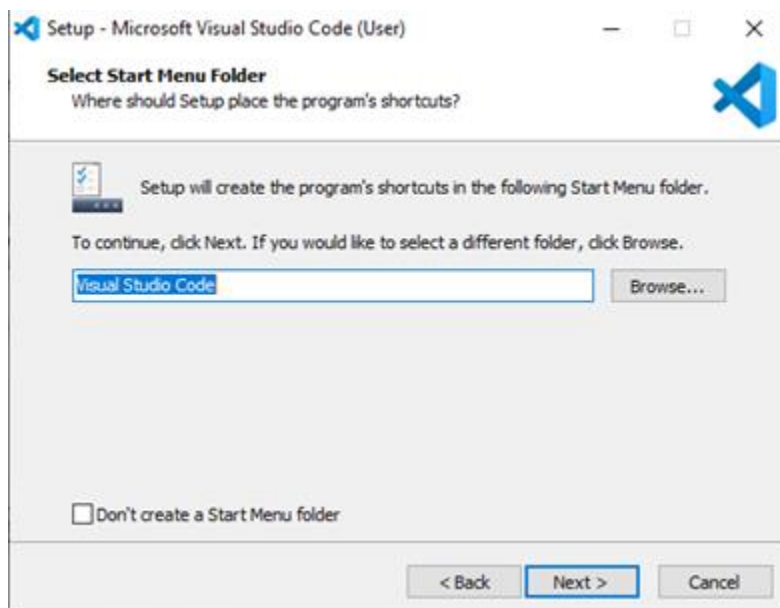 Setup - Microsoft Visual Studio Code (User)
Select Start Menu Folder
Where should Setup place the program's shortcuts?
Setup will create the program's shortcuts in the following Start Menu folder.
To continue, click Next. If you would like to select a different folder, click Browse.
Visual Studio Code
Browse...
Don't create a Start Menu folder
< Back
Next >
Cancel